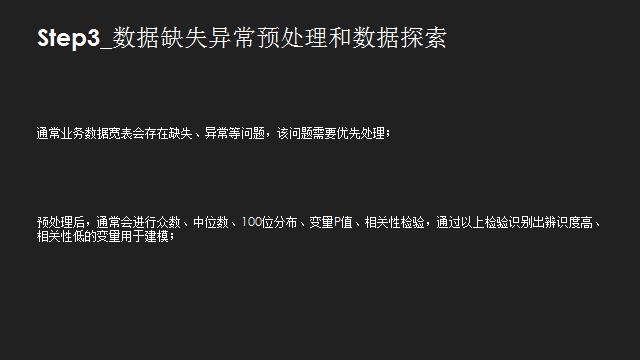 Step3_数据缺失异常预处理和数据探索
通常业务数据宽表会存在缺失、异常等问题，该问题需要优先处理；
预处理后，通常会进行众数、中位数、100位分布、变量P值、相关性检验，通过以上检验识别出辨识度高、
相关性低的变量用于建模；